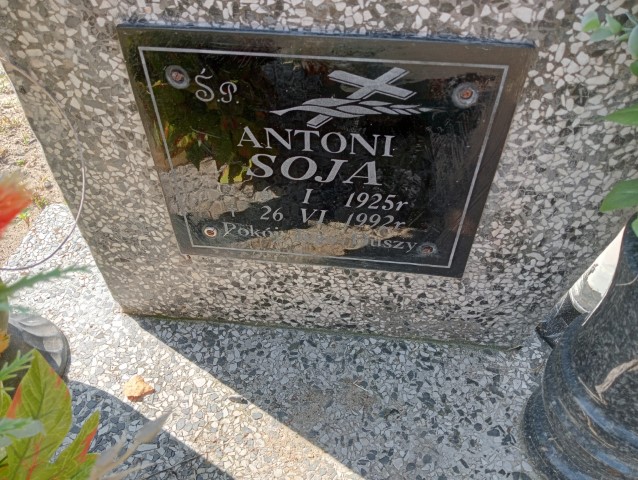 Ś.P.
ANTONI
SOJA
I 1925r
26 VI 1992r
Pokój Duszy